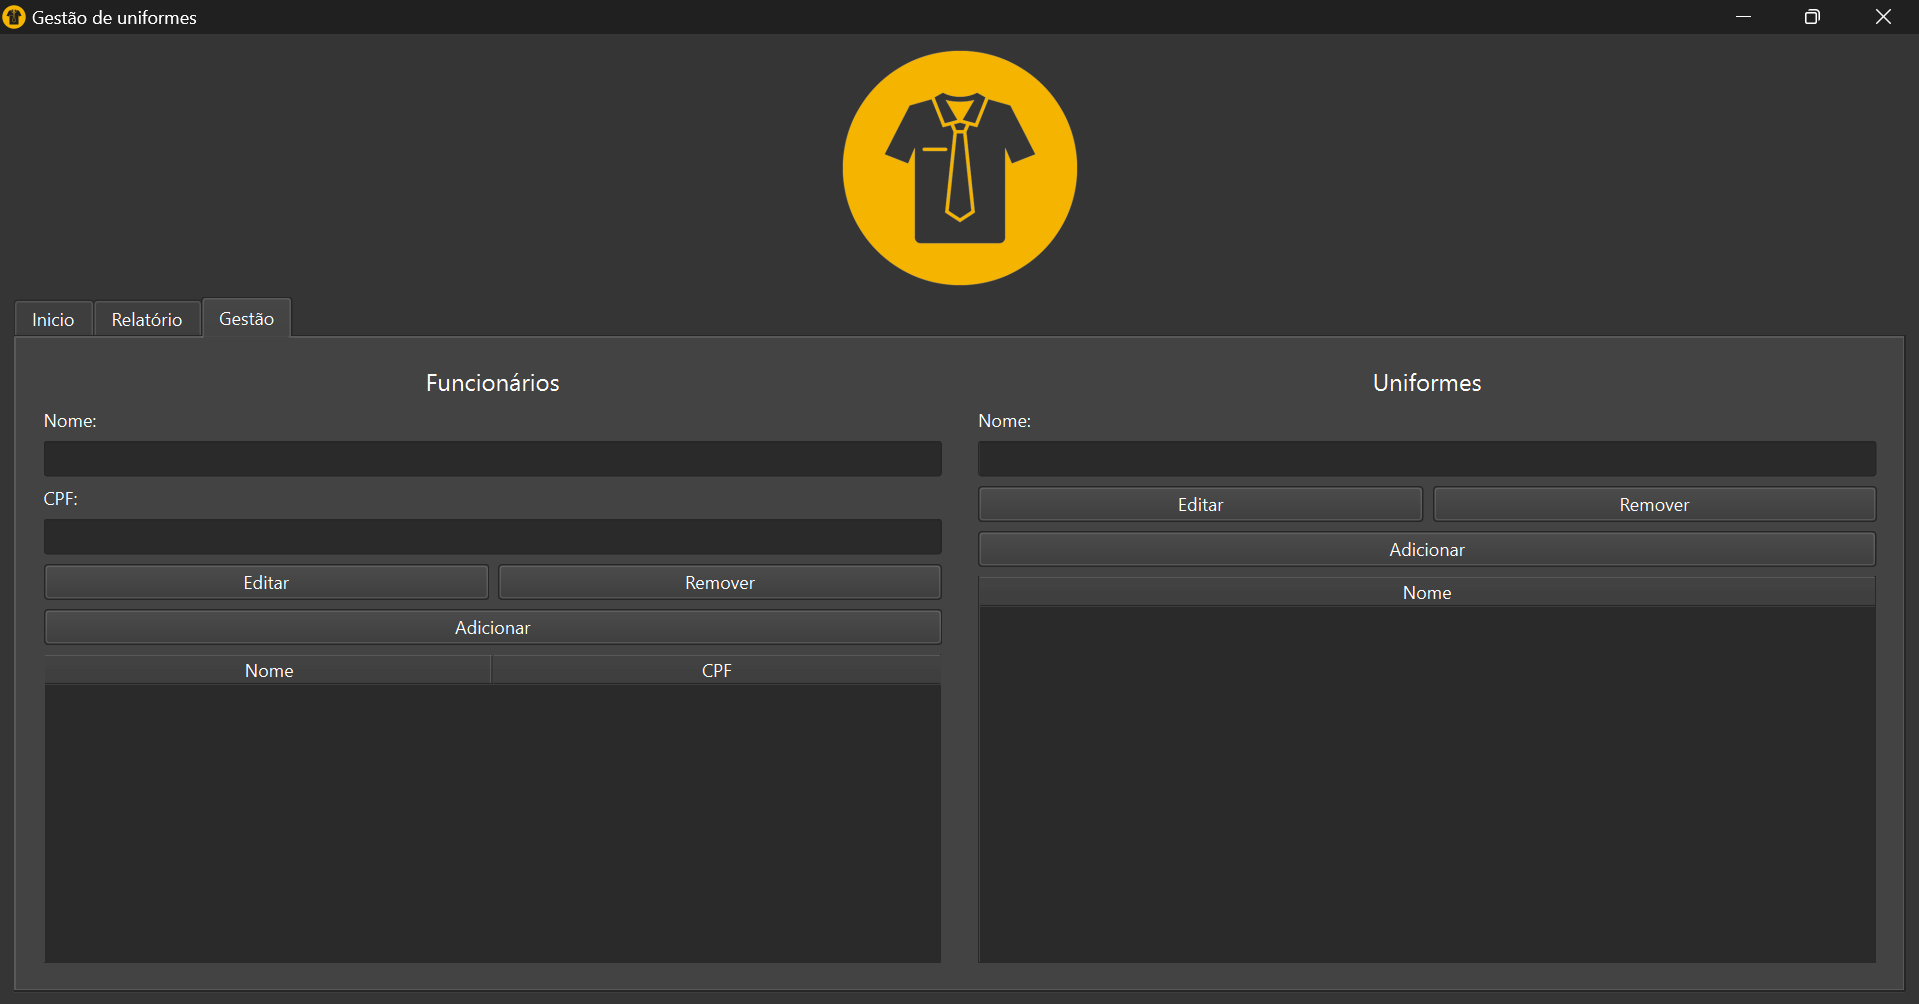 Gestão de uniformes
Inicio
Relatório
Gestão
Funcionários
Nome:
CPF:
Editar
Remover
Adicionar
Nome
CPF
Uniformes
Nome:
Editar
Remover
Adicionar
Nome